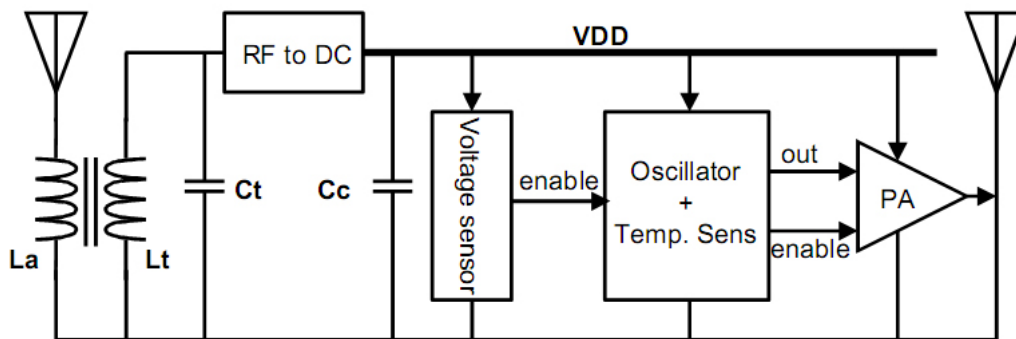 VDD
RF to DC
Voltage sensor
Ct
Cc
enable
Oscillator
+
Temp. Sens
out
enable
PA
La
Lt